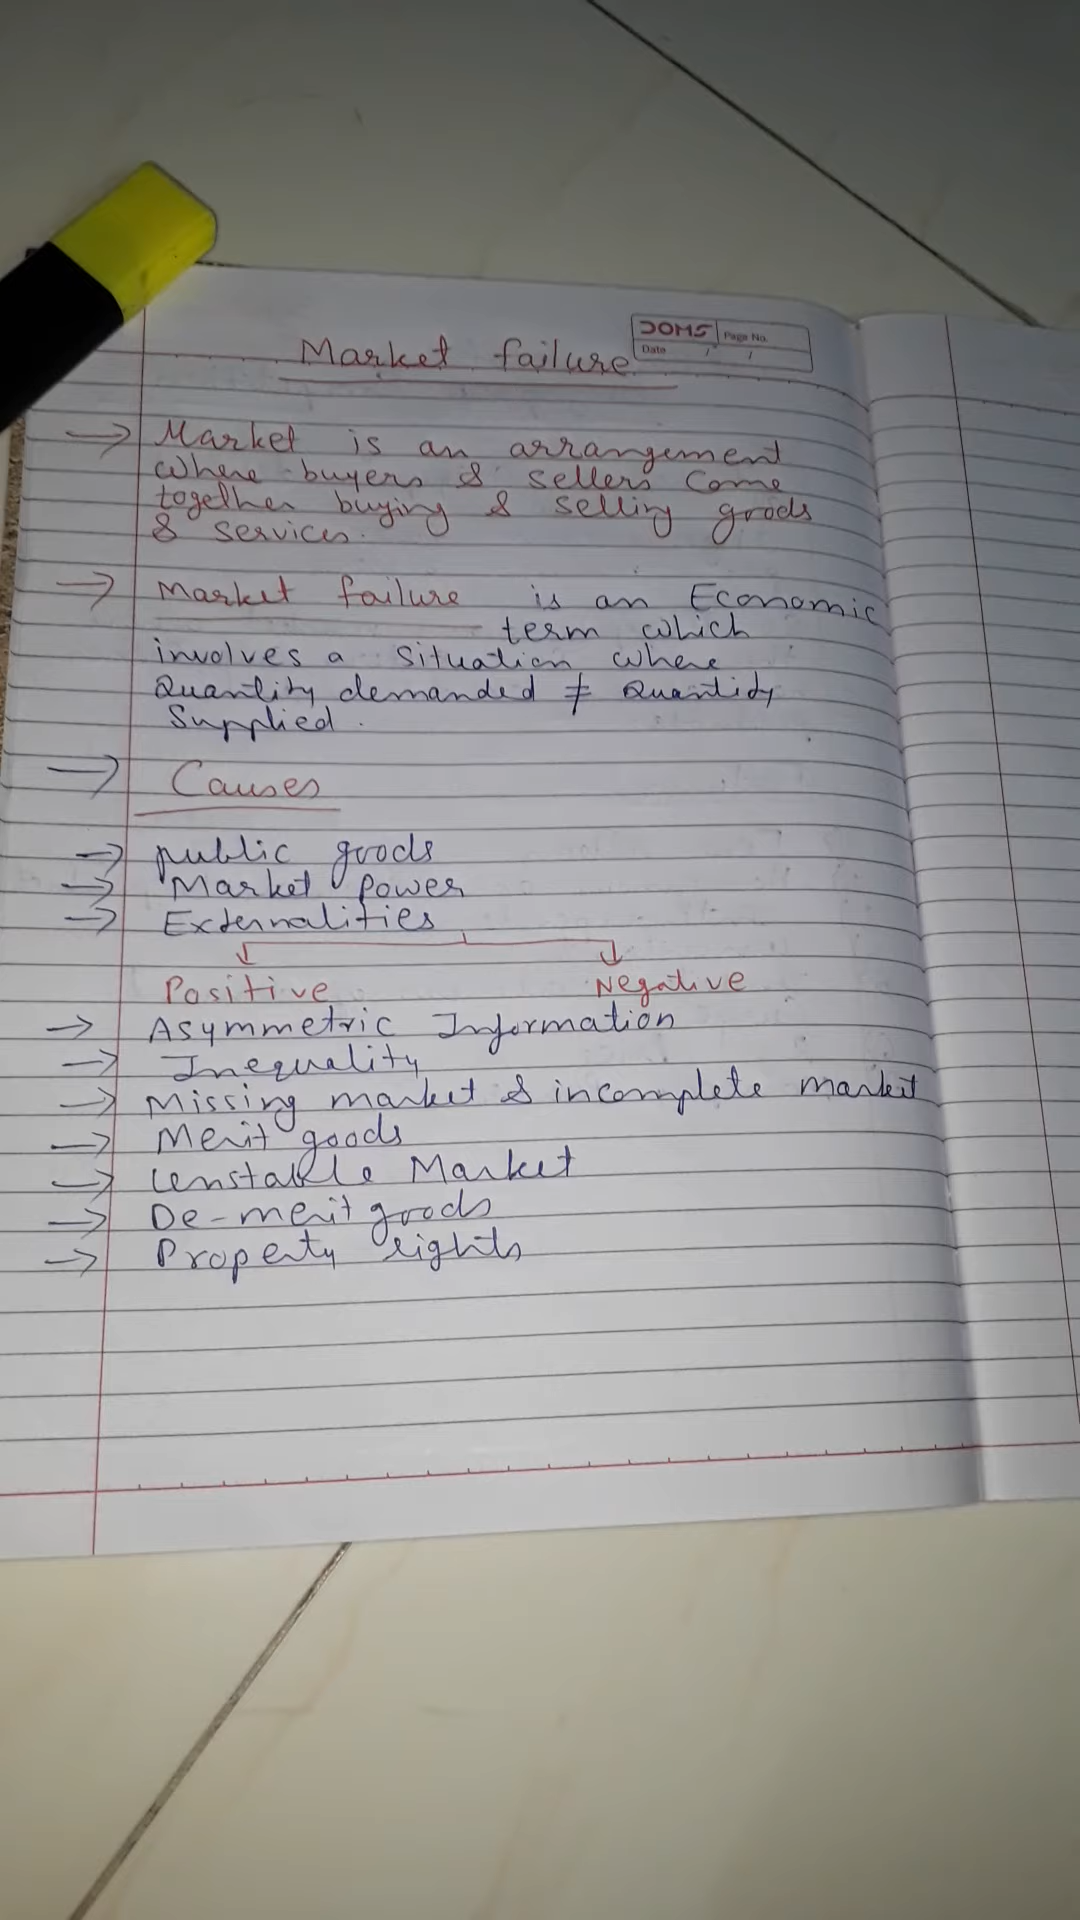 DOMS Page No.
Date / /
Market failure
→ Market is an arrangement
where buyers & sellers come
together buying & selling goods
& services.
→ Market failure is an Economic
term which
involves a situation where
Quantity demanded ≠ Quantity
Supplied.
→ Causes
→ public goods
→ Market Power
→ Externalities
Positive Negative
→ Asymmetric Information
→ Inequality
→ Missing market & incomplete market
→ Merit goods
→ Unstable Market
→ De-merit goods
→ Property rights